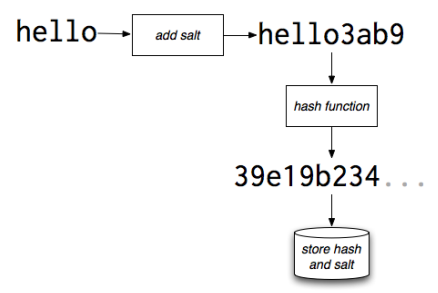 hello
add salt
hello3ab9
hash function
39e19b234...
store hash
and salt